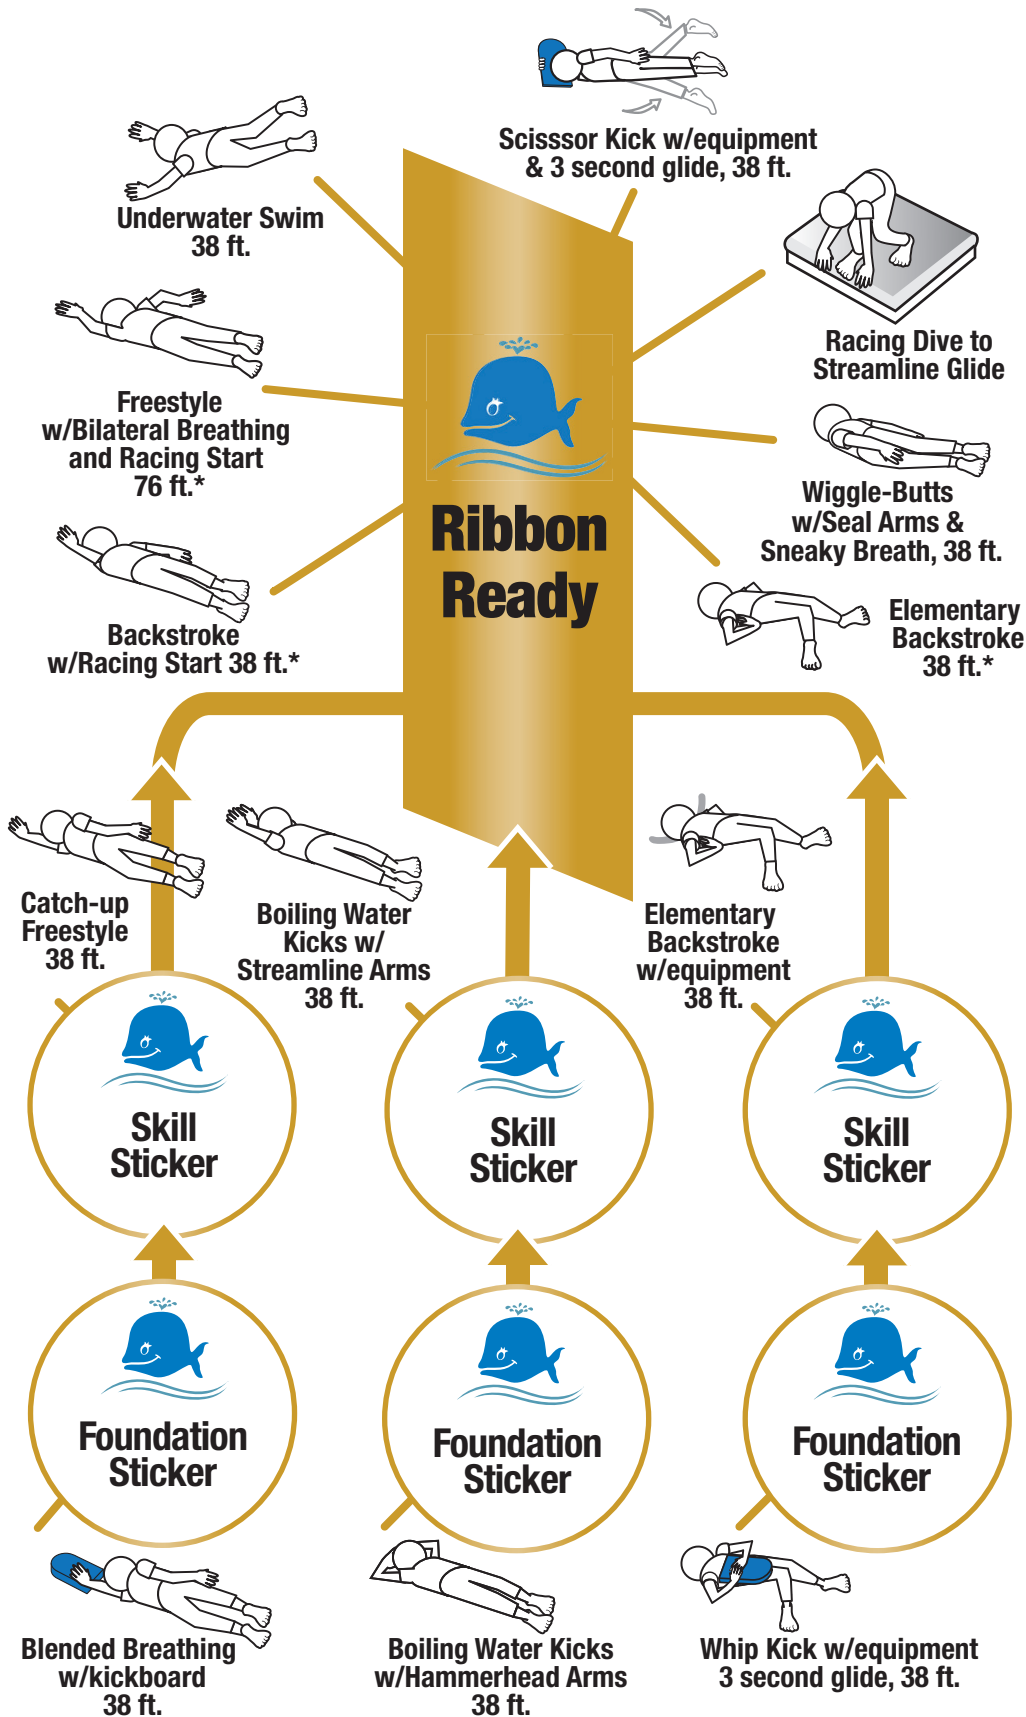 Scisssor Kick w/equipment
& 3 second glide, 38 ft.
Underwater Swim
38 ft.
Racing Dive to
Streamline Glide
Freestyle
w/Bilateral Breathing
and Racing Start
76 ft.*
Wiggle-Butts
w/Seal Arms &
Sneaky Breath, 38 ft.
Ribbon
Ready
Backstroke
w/Racing Start 38 ft.*
Elementary
Backstroke
38 ft.*
Catch-up
Freestyle
38 ft.
Boiling Water
Kicks w/
Streamline Arms
38 ft.
Elementary
Backstroke
w/equipment
38 ft.
Skill
Sticker
Skill
Sticker
Skill
Sticker
Foundation
Sticker
Foundation
Sticker
Foundation
Sticker
Blended Breathing
w/kickboard
38 ft.
Boiling Water Kicks
w/Hammerhead Arms
38 ft.
Whip Kick w/equipment
3 second glide, 38 ft.